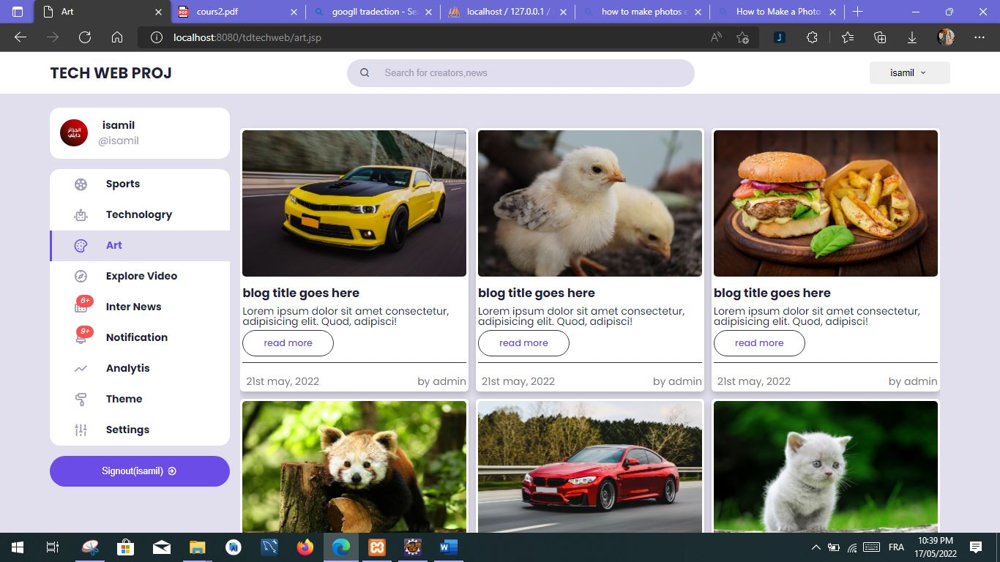 Art
cours2.pdf
googll tradection - Se
localhost / 127.0.0.1 /
how to make photos
How to Make a Photo
localhost:8080/tdtechweb/art.jsp
TECH WEB PROJ
Search for creators,news
isamil
isamil
@isamil
Sports
Technologry
Art
Explore Video
6+
Inter News
9+
Notification
Analytis
Theme
Settings
Signout(isamil)
blog title goes here
Lorem ipsum dolor sit amet consectetur,
adipisicing elit. Quod, adipisci!
read more
21st may, 2022 by admin
blog title goes here
Lorem ipsum dolor sit amet consectetur,
adipisicing elit. Quod, adipisci!
read more
21st may, 2022 by admin
blog title goes here
Lorem ipsum dolor sit amet consectetur,
adipisicing elit. Quod, adipisci!
read more
21st may, 2022 by admin
FRA
10:39 PM
17/05/2022